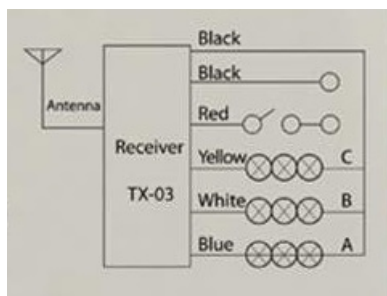 Black
Black
Antenna
Red
Receiver
TX-03
Yellow C
White B
Blue A